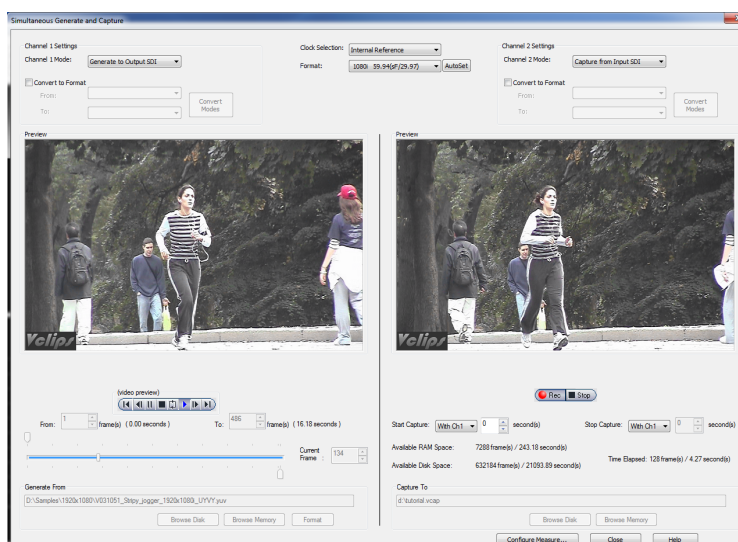 Simultaneous Generate and Capture
Channel 1 Settings
Channel 1 Mode: Generate to Output SDI
Convert to Format
From:
To:
Convert Modes
Clock Selection: Internal Reference
Format: 1080i 59.94(sF/29.97) AutoSet
Channel 2 Settings
Channel 2 Mode: Capture from Input SDI
Convert to Format
From:
To:
Convert Modes
Preview
Vclips
Preview
Vclips
(video preview)
From: 1 frame(s) ( 0.00 seconds ) To: 486 frame(s) ( 16.18 seconds )
Current Frame : 134
Generate From
D:\Samples\1920x1080\V031051_Stripy_jogger_1920x1080i_UYVY.yuv
Browse Disk Browse Memory Format
Rec Stop
Start Capture: With Ch1 0 second(s) Stop Capture: With Ch1 0 second(s)
Available RAM Space: 7288 frame(s) / 243.18 second(s)
Available Disk Space: 632184 frame(s) / 21093.89 second(s)
Time Elapsed: 128 frame(s) / 4.27 second(s)
Capture To
d:\tutorial.vcap
Browse Disk Browse Memory
Configure Measure... Close Help